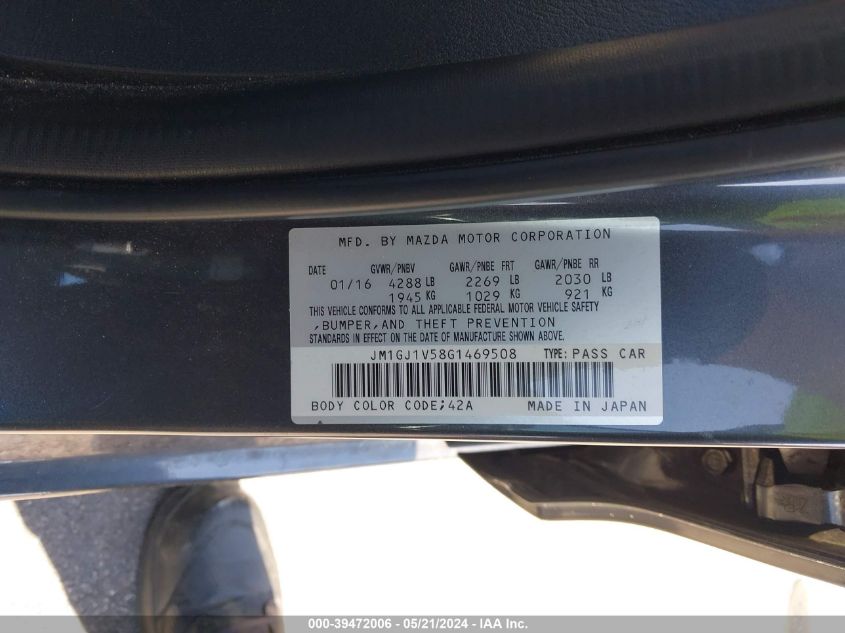 MFD. BY MAZDA MOTOR CORPORATION
DATE GVWR/PNBV GAWR/PNBE FRT GAWR/PNBE RR
01/16 4288 LB 2269 LB 2030 LB
1945 KG 1029 KG 921 KG
THIS VEHICLE CONFORMS TO ALL APPLICABLE FEDERAL MOTOR VEHICLE SAFETY
,BUMPER,AND THEFT PREVENTION
STANDARDS IN EFFECT ON THE DATE OF MANUFACTURE SHOWN ABOVE.
JM1GJ1V58G1469508 TYPE: PASS CAR
BODY COLOR CODE;42A MADE IN JAPAN
000-39472006 - 05/21/2024 - IAA Inc.